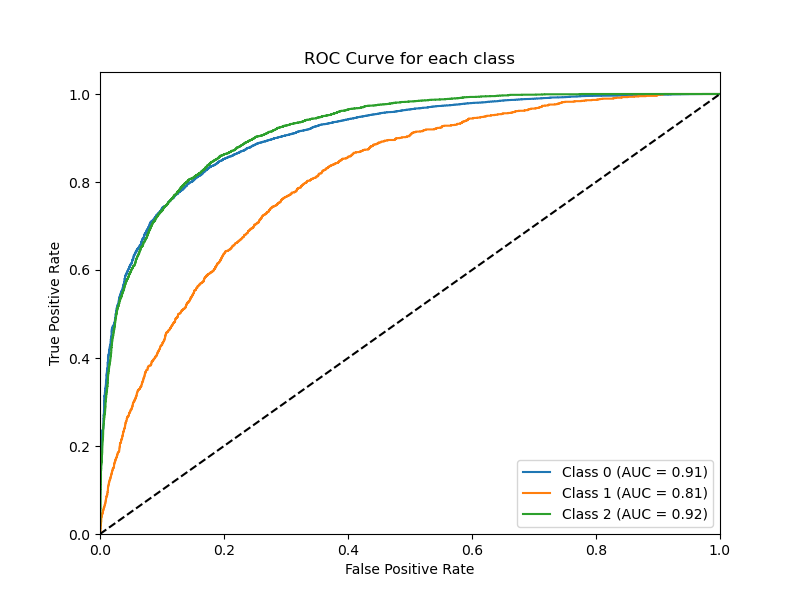 ROC Curve for each class
True Positive Rate
1.0
0.8
0.6
0.4
0.2
0.0
0.0 0.2 0.4 0.6 0.8 1.0
False Positive Rate
Class 0 (AUC = 0.91)
Class 1 (AUC = 0.81)
Class 2 (AUC = 0.92)